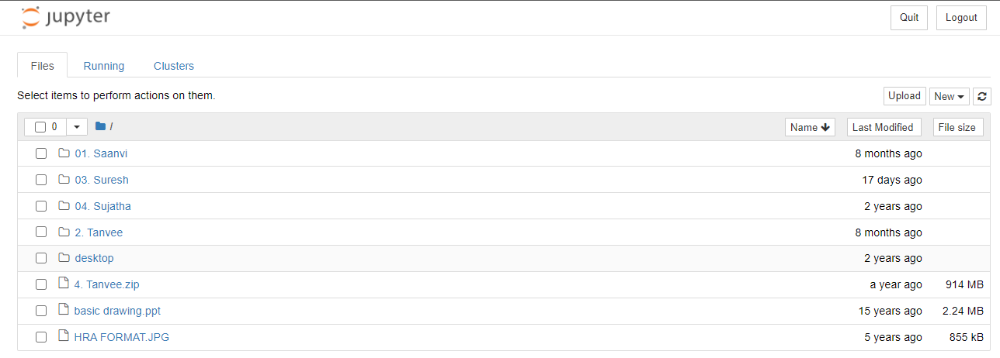 jupyter Quit Logout
Files Running Clusters
Select items to perform actions on them. Upload New
0 / Name Last Modified File size
01. Saanvi 8 months ago
03. Suresh 17 days ago
04. Sujatha 2 years ago
2. Tanvee 8 months ago
desktop 2 years ago
4. Tanvee.zip a year ago 914 MB
basic drawing.ppt 15 years ago 2.24 MB
HRA FORMAT.JPG 5 years ago 855 kB